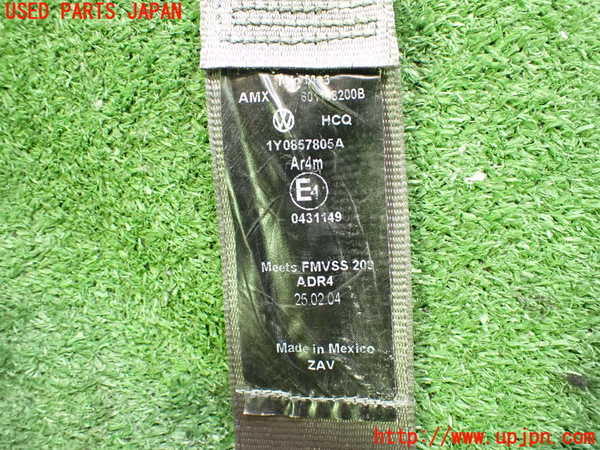 USED PARTS JAPAN
AMX
HCQ
1Y0857805A
Ar4m
E4
0431149
Meets FMVSS 209
ADR4
25.02.04
Made in Mexico
ZAV
http://www.upjpn.com